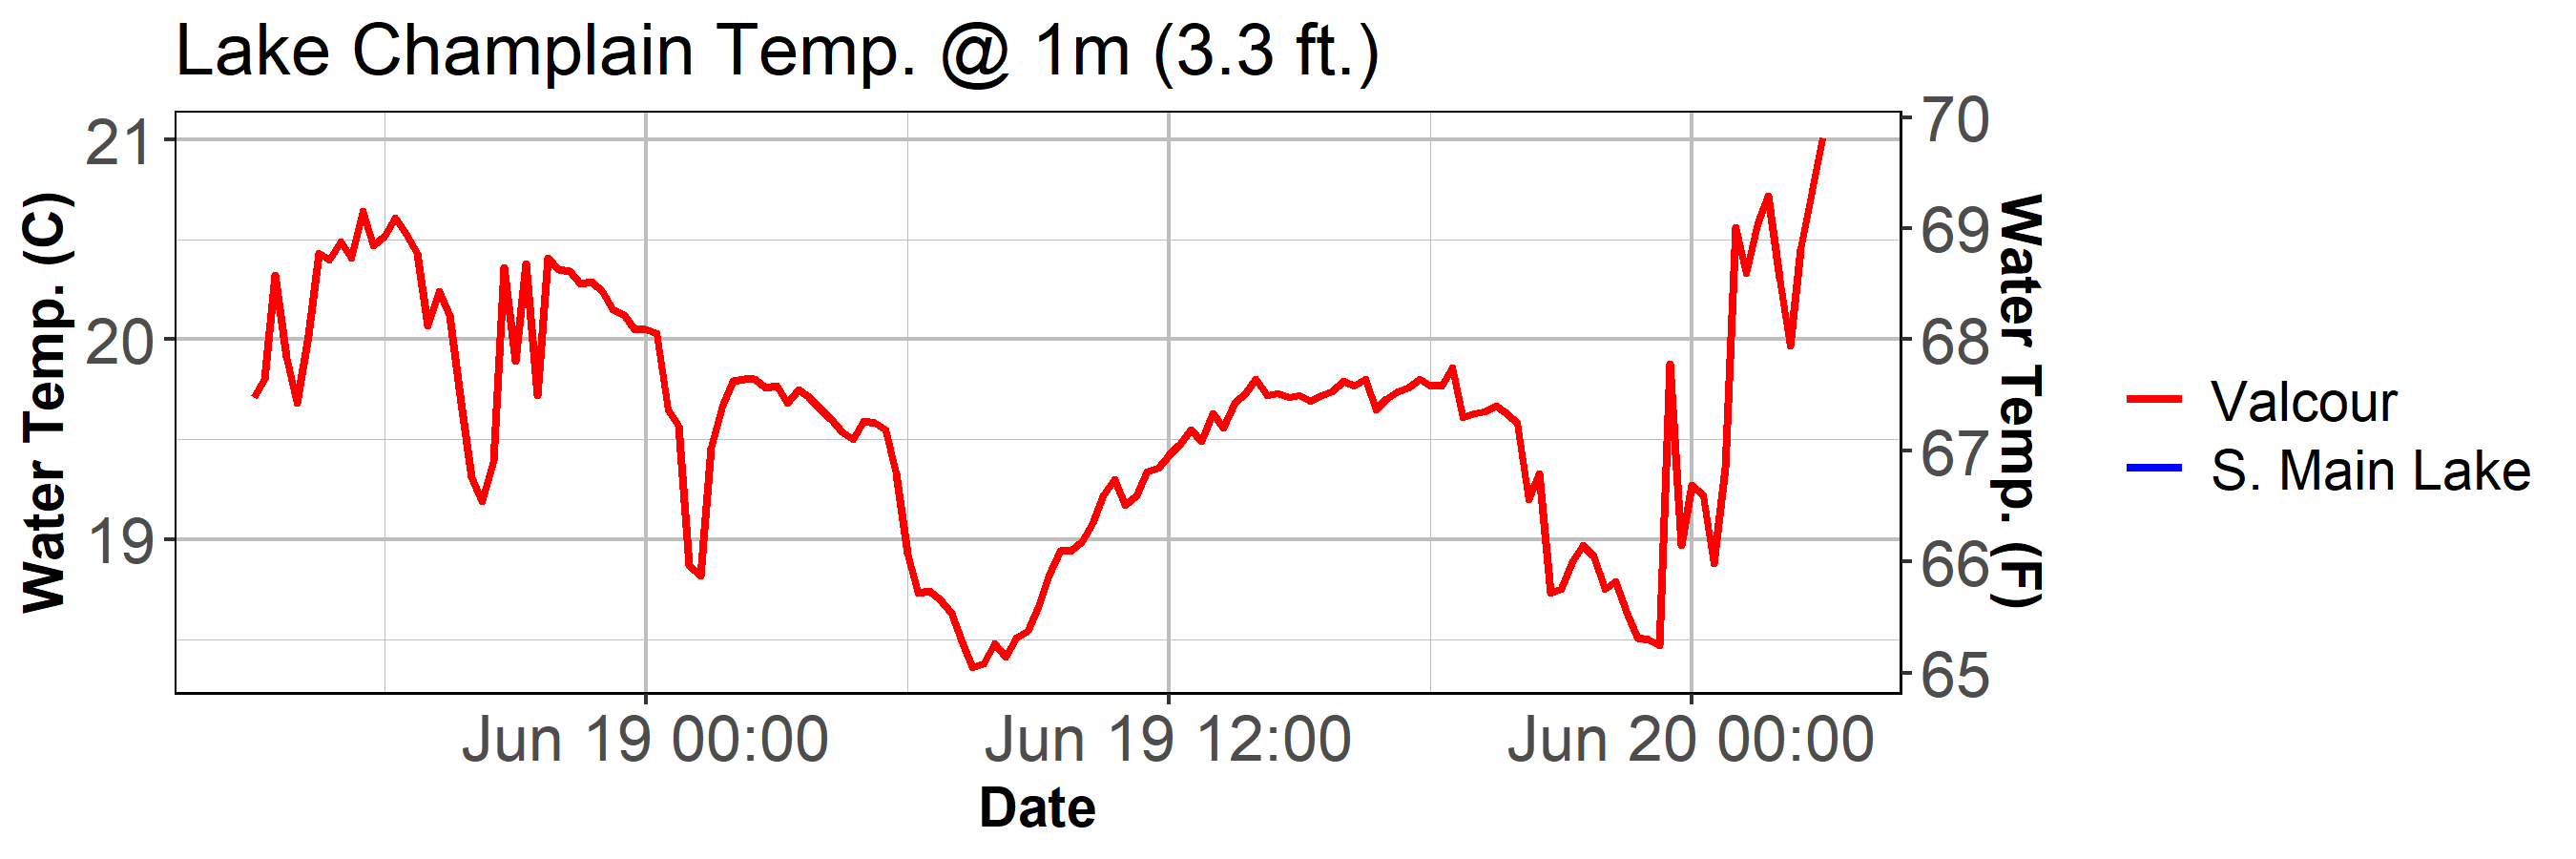 Lake Champlain Temp. @ 1m (3.3 ft.)
Water Temp. (C)
21
20
19
70
69
68
67
66
65
Water Temp. (F)
Jun 19 00:00
Jun 19 12:00
Jun 20 00:00
Date
Valcour
S. Main Lake